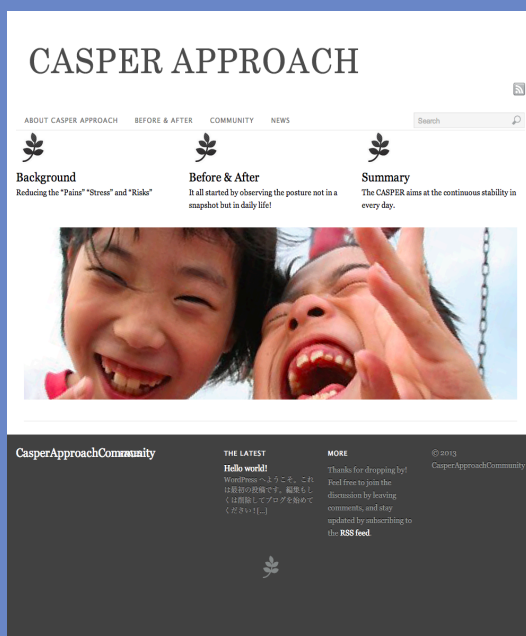 CASPER APPROACH
ABOUT CASPER APPROACH BEFORE & AFTER COMMUNITY NEWS Search
Background
Reducing the "Pains" "Stress" and "Risks"
Before & After
It all started by observing the posture not in a
snapshot but in daily life!
Summary
The CASPER aims at the continuous stability in
every day.
CasperApproachCommunity
THE LATEST
Hello world!
WordPress へようこそ。これ
は最初の投稿です。編集もし
くは削除してブログを始めて
ください ! [...]
MORE
Thanks for dropping by!
Feel free to join the
discussion by leaving
comments, and stay
updated by subscribing to
the RSS feed.
© 2013
CasperApproachCommunity